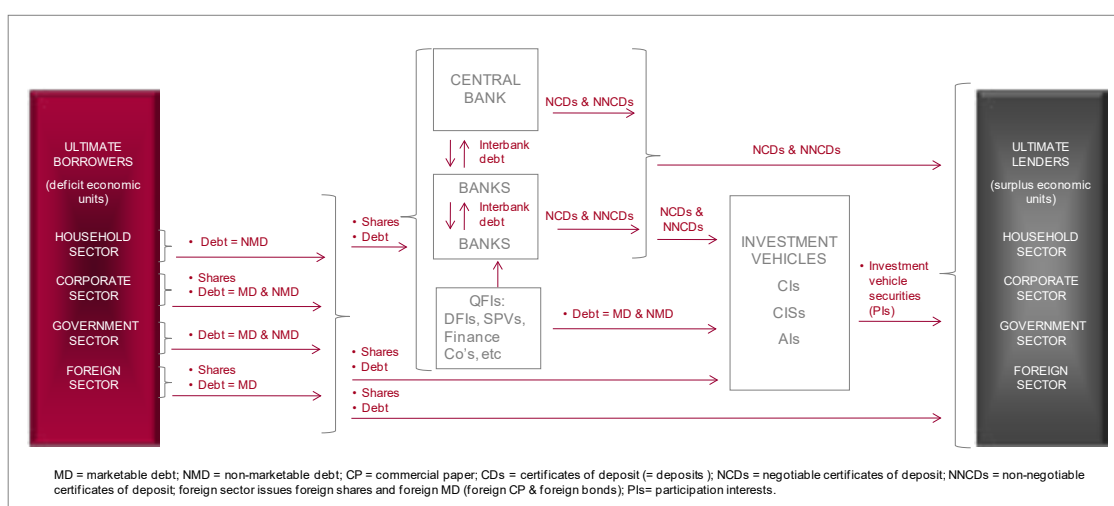 ULTIMATE
BORROWERS
(deficit economic
units)
HOUSEHOLD
SECTOR
CORPORATE
SECTOR
GOVERNMENT
SECTOR
FOREIGN
SECTOR
• Debt = NMD
• Shares
• Debt = MD & NMD
• Debt = MD & NMD
• Shares
• Debt = MD
• Shares
• Debt
CENTRAL
BANK
Interbank
debt
BANKS
Interbank
debt
BANKS
QFIs:
DFIs, SPVs,
Finance
Co's, etc
NCDs & NNCDs
NCDs & NNCDs
• Debt = MD & NMD
• Shares
• Debt
• Shares
• Debt
NCDs & NNCDs
NCDs &
NNCDs
INVESTMENT
VEHICLES
CIs
CISs
AIs
• Investment
vehicle
securities
(PIs)
ULTIMATE
LENDERS
(surplus economic
units)
HOUSEHOLD
SECTOR
CORPORATE
SECTOR
GOVERNMENT
SECTOR
FOREIGN
SECTOR
MD = marketable debt; NMD = non-marketable debt; CP = commercial paper; CDs = certificates of deposit (= deposits ); NCDs = negotiable certificates of deposit; NNCDs = non-negotiable
certificates of deposit; foreign sector issues foreign shares and foreign MD (foreign CP & foreign bonds); PIs= participation interests.